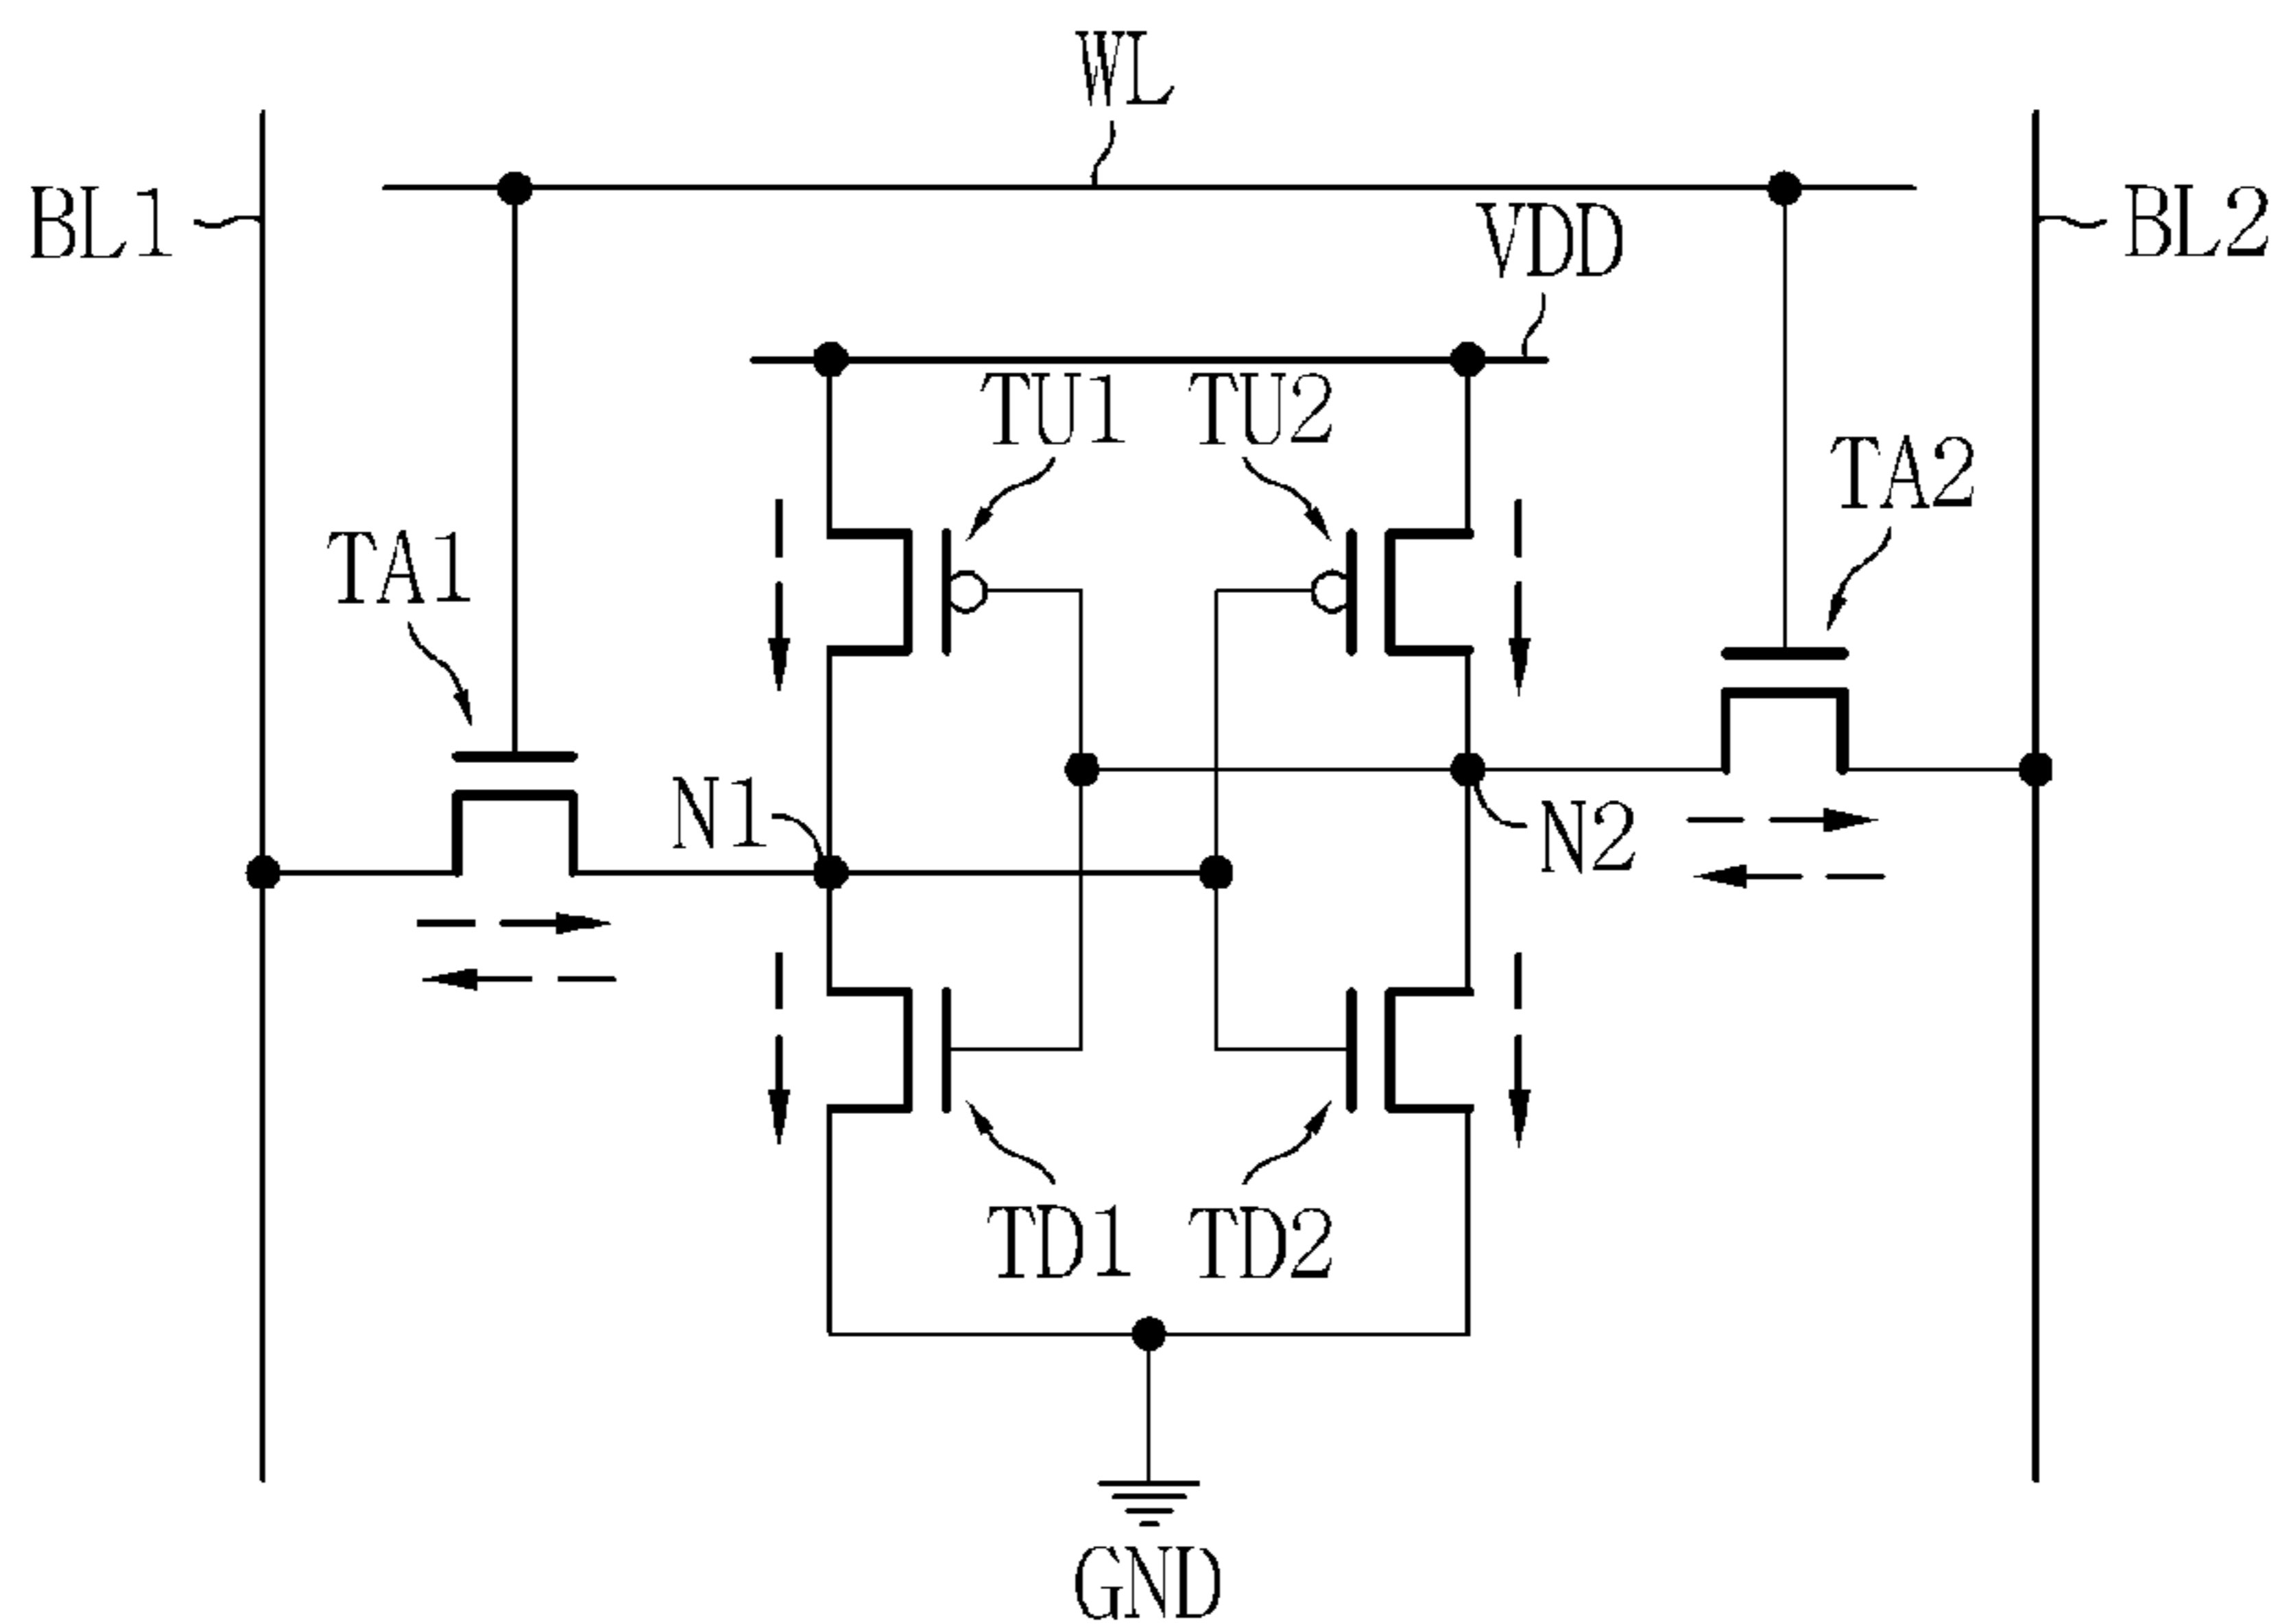 WL
BL1
VDD
BL2
TU1
TU2
TA2
TA1
N1
N2
TD1
TD2
GND